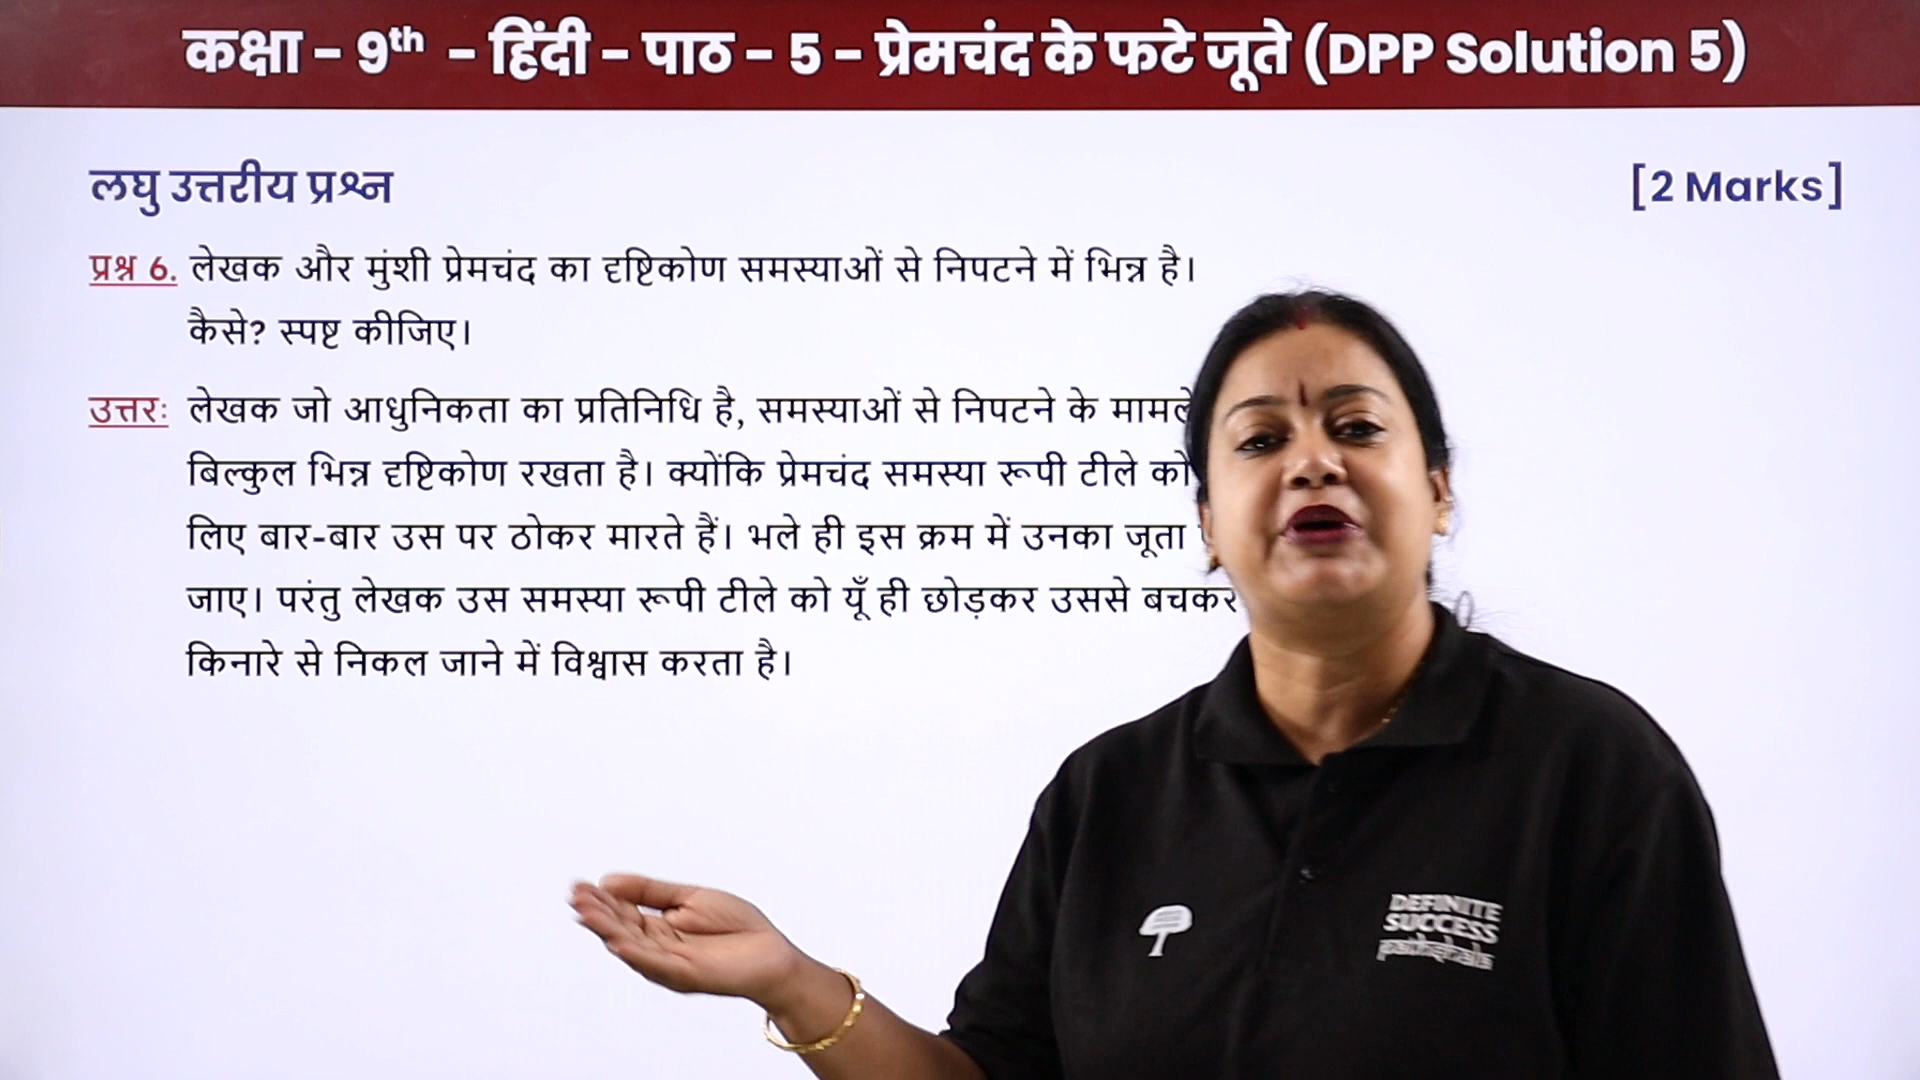 कक्षा - 9th - हिंदी - पाठ - 5 - प्रेमचंद के फटे जूते (DPP Solution 5)
लघु उत्तरीय प्रश्न [2 Marks]
प्रश्न 6. लेखक और मुंशी प्रेमचंद का दृष्टिकोण समस्याओं से निपटने में भिन्न है।
कैसे? स्पष्ट कीजिए।
उत्तरः लेखक जो आधुनिकता का प्रतिनिधि है, समस्याओं से निपटने के मामले
बिल्कुल भिन्न दृष्टिकोण रखता है। क्योंकि प्रेमचंद समस्या रूपी टीले को
लिए बार-बार उस पर ठोकर मारते हैं। भले ही इस क्रम में उनका जूता
जाए। परंतु लेखक उस समस्या रूपी टीले को यूँ ही छोड़कर उससे बचकर
किनारे से निकल जाने में विश्वास करता है।
DEFINITE
SUCCESS